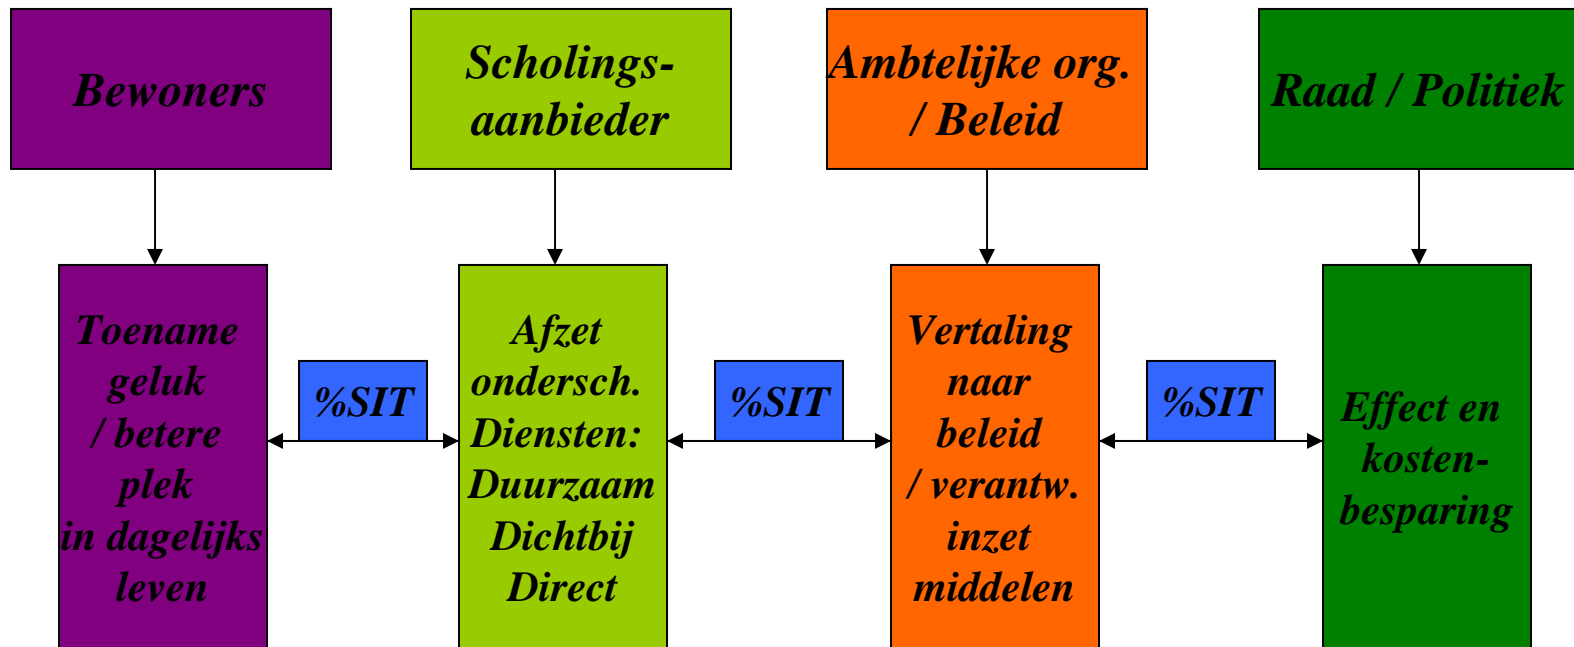 Bewoners
Scholings-
aanbieder
Ambtelijke org.
/ Beleid
Raad / Politiek
Toename
geluk
/ betere
plek
in dagelijks
leven
%SIT
Afzet
ondersch.
Diensten:
Duurzaam
Dichtbij
Direct
%SIT
Vertaling
naar
beleid
/ verantw.
inzet
middelen
%SIT
Effect en
kosten-
besparing